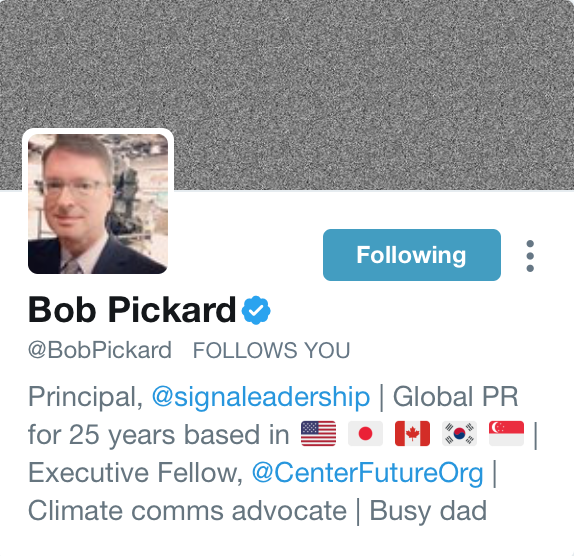 Following
Bob Pickard
@BobPickard FOLLOWS YOU
Principal, @signaleadership | Global PR
for 25 years based in 🇺🇸 🇯🇵 🇨🇦 🇰🇷 🇸🇬 |
Executive Fellow, @CenterFutureOrg |
Climate comms advocate | Busy dad